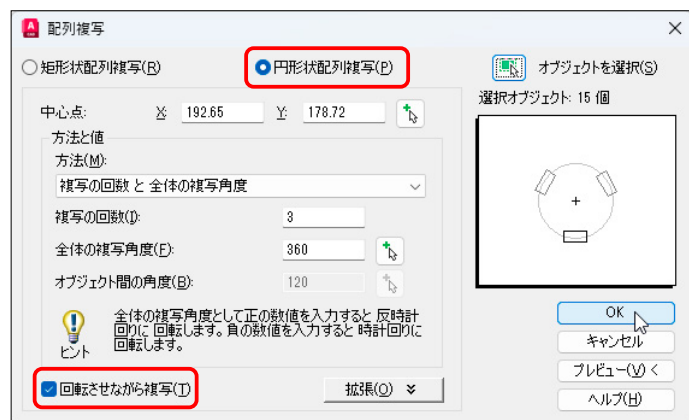 配列複写
矩形状配列複写(R)
円形状配列複写(P)
オブジェクトを選択(S)
選択オブジェクト: 15 個
中心点:
X:
192.65
Y:
178.72
方法と値
方法(M):
複写の回数 と 全体の複写角度
複写の回数(I):
3
全体の複写角度(F):
360
オブジェクト間の角度(B):
120
ヒント
全体の複写角度として正の数値を入力すると 反時計
回りに 回転します。負の数値を入力すると 時計回りに
回転します。
回転させながら複写(T)
拡張(O)
OK
キャンセル
プレビュー(V) <
ヘルプ(H)